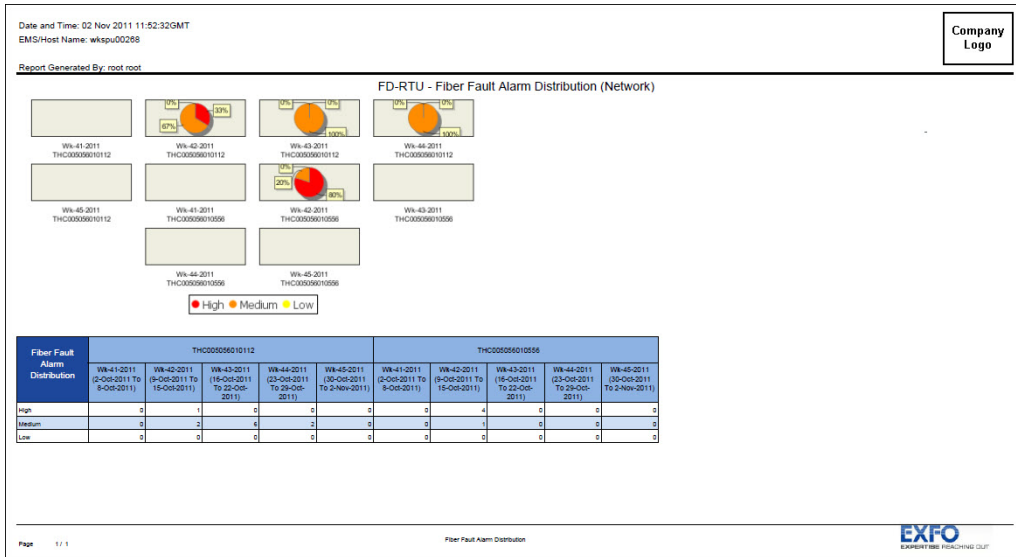 Date and Time: 02 Nov 2011 11:52:32GMT
EMS/Host Name: wkspu00268
Company
Logo
Report Generated By: root root
FD-RTU - Fiber Fault Alarm Distribution (Network)
0% 33% 67%
0% 0% 100%
0% 0% 100%
Wk-41-2011 Wk-42-2011 Wk-43-2011 Wk-44-2011
THC005056010112 THC005056010112 THC005056010112 THC005056010112
0% 20% 80%
Wk-45-2011 Wk-41-2011 Wk-42-2011 Wk-43-2011
THC005056010112 THC005056010556 THC005056010556 THC005056010556
Wk-44-2011 Wk-45-2011
THC005056010556 THC005056010556
High Medium Low
Fiber Fault
Alarm
Distribution
THC005056010112 THC005056010556
Wk-41-2011 Wk-42-2011 Wk-43-2011 Wk-44-2011 Wk-45-2011 Wk-41-2011 Wk-42-2011 Wk-43-2011 Wk-44-2011 Wk-45-2011
(2-Oct-2011 To (9-Oct-2011 To (16-Oct-2011 (23-Oct-2011 (30-Oct-2011 (2-Oct-2011 To (9-Oct-2011 To (16-Oct-2011 (23-Oct-2011 (30-Oct-2011
8-Oct-2011) 15-Oct-2011) To 22-Oct- To 29-Oct- To 2-Nov-2011) 8-Oct-2011) 15-Oct-2011) To 22-Oct- To 29-Oct- To 2-Nov-2011)
2011) 2011) 2011) 2011)
High 0 1 0 0 0 0 4 0 0 0
Medium 0 2 6 2 0 0 1 0 0 0
Low 0 0 0 0 0 0 0 0 0 0
Page 1 / 1
Fiber Fault Alarm Distribution
EXFO
EXPERTISE REACHING OUT